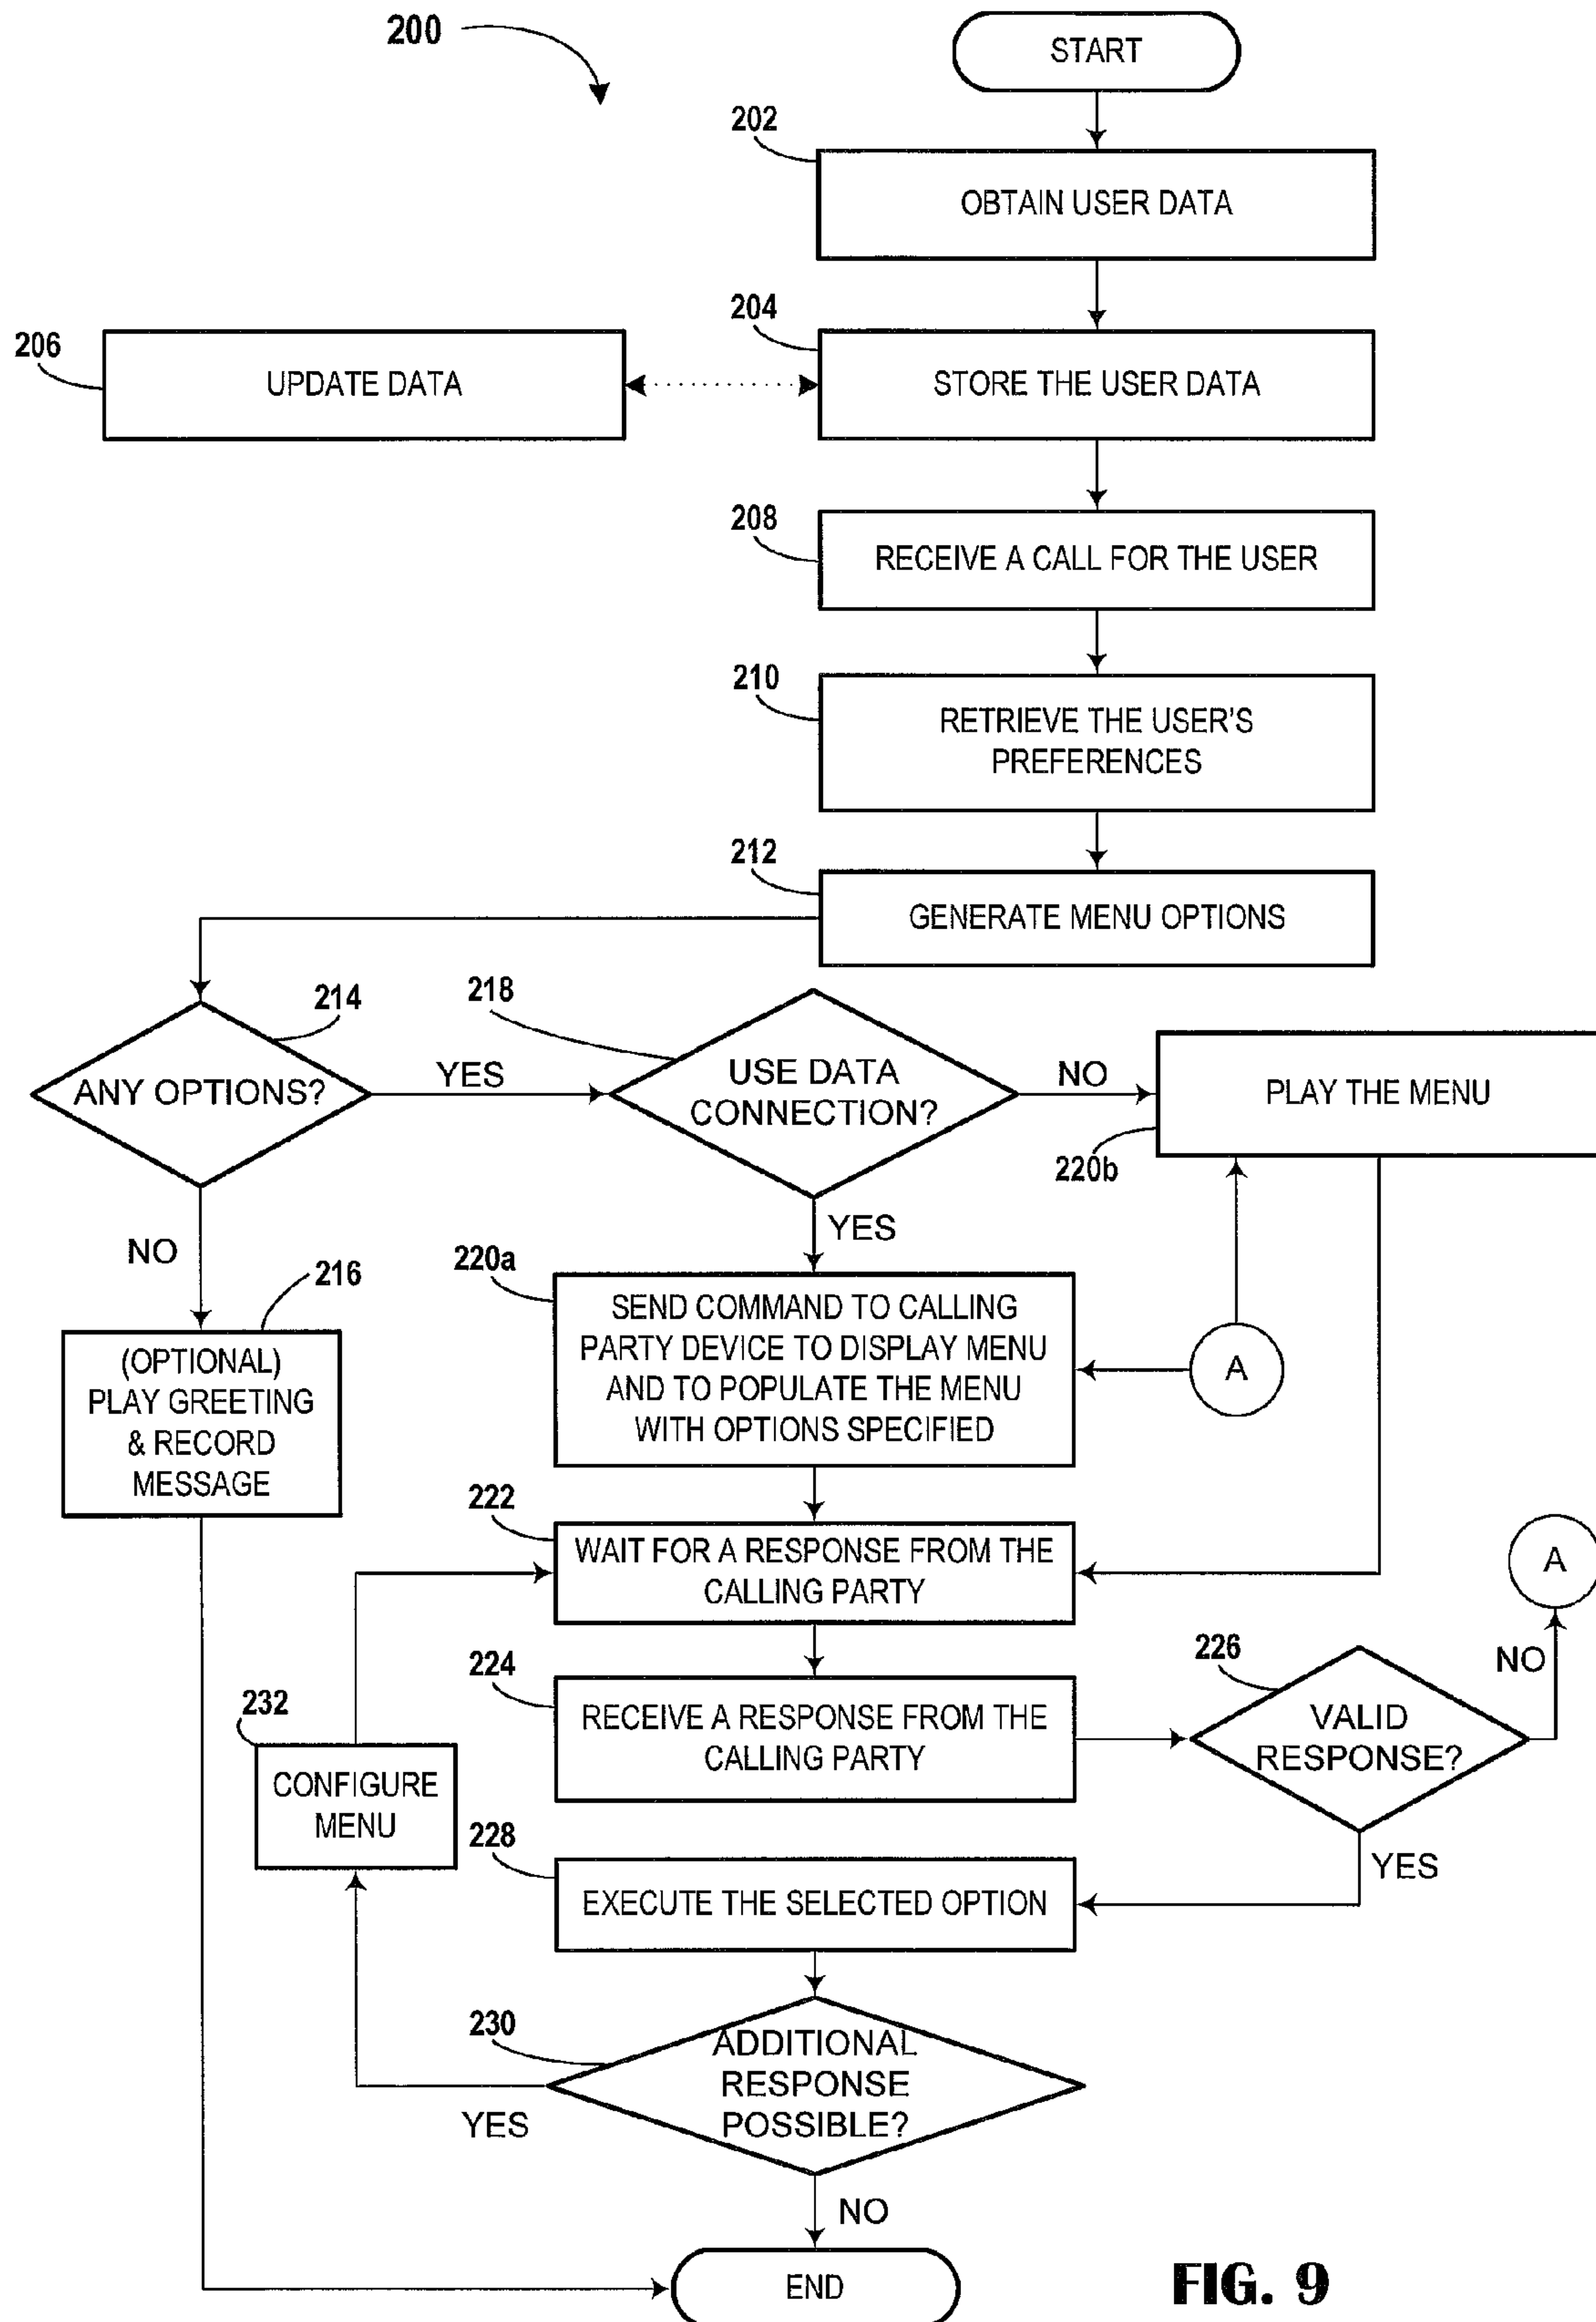 200
START
202
OBTAIN USER DATA
204
206
UPDATE DATA
STORE THE USER DATA
208
RECEIVE A CALL FOR THE USER
210
RETRIEVE THE USER'S
PREFERENCES
212
GENERATE MENU OPTIONS
214
218
ANY OPTIONS?
YES
USE DATA
CONNECTION?
NO
PLAY THE MENU
220b
NO
YES
216
220a
(OPTIONAL)
PLAY GREETING
& RECORD
MESSAGE
SEND COMMAND TO CALLING
PARTY DEVICE TO DISPLAY MENU
AND TO POPULATE THE MENU
WITH OPTIONS SPECIFIED
A
222
WAIT FOR A RESPONSE FROM THE
CALLING PARTY
A
224
RECEIVE A RESPONSE FROM THE
CALLING PARTY
226
VALID
RESPONSE?
NO
YES
232
CONFIGURE
MENU
228
EXECUTE THE SELECTED OPTION
230
ADDITIONAL
RESPONSE
POSSIBLE?
YES
NO
END
FIG. 9